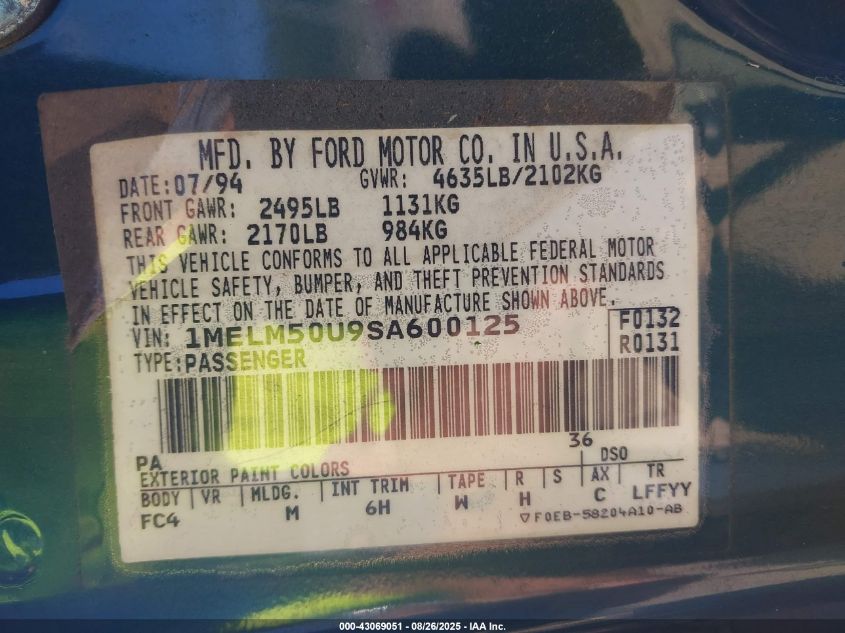 MFD. BY FORD MOTOR CO. IN U.S.A.
DATE: 07/94 GVWR: 4635LB/2102KG
FRONT GAWR: 2495LB 1131KG
REAR GAWR: 2170LB 984KG
THIS VEHICLE CONFORMS TO ALL APPLICABLE FEDERAL MOTOR
VEHICLE SAFETY, BUMPER, AND THEFT PREVENTION STANDARDS
IN EFFECT ON THE DATE OF MANUFACTURE SHOWN ABOVE.
VIN: 1MELM50U9SA600125 F0132
TYPE: PASSENGER R0131
PA 36
EXTERIOR PAINT COLORS DSO
BODY VR MLDG. INT TRIM TAPE R S AX TR
FC4 M 6H W H C LFFYY
▽F0EB-58204A10-AB
000-43069051 - 08/26/2025 - IAA Inc.